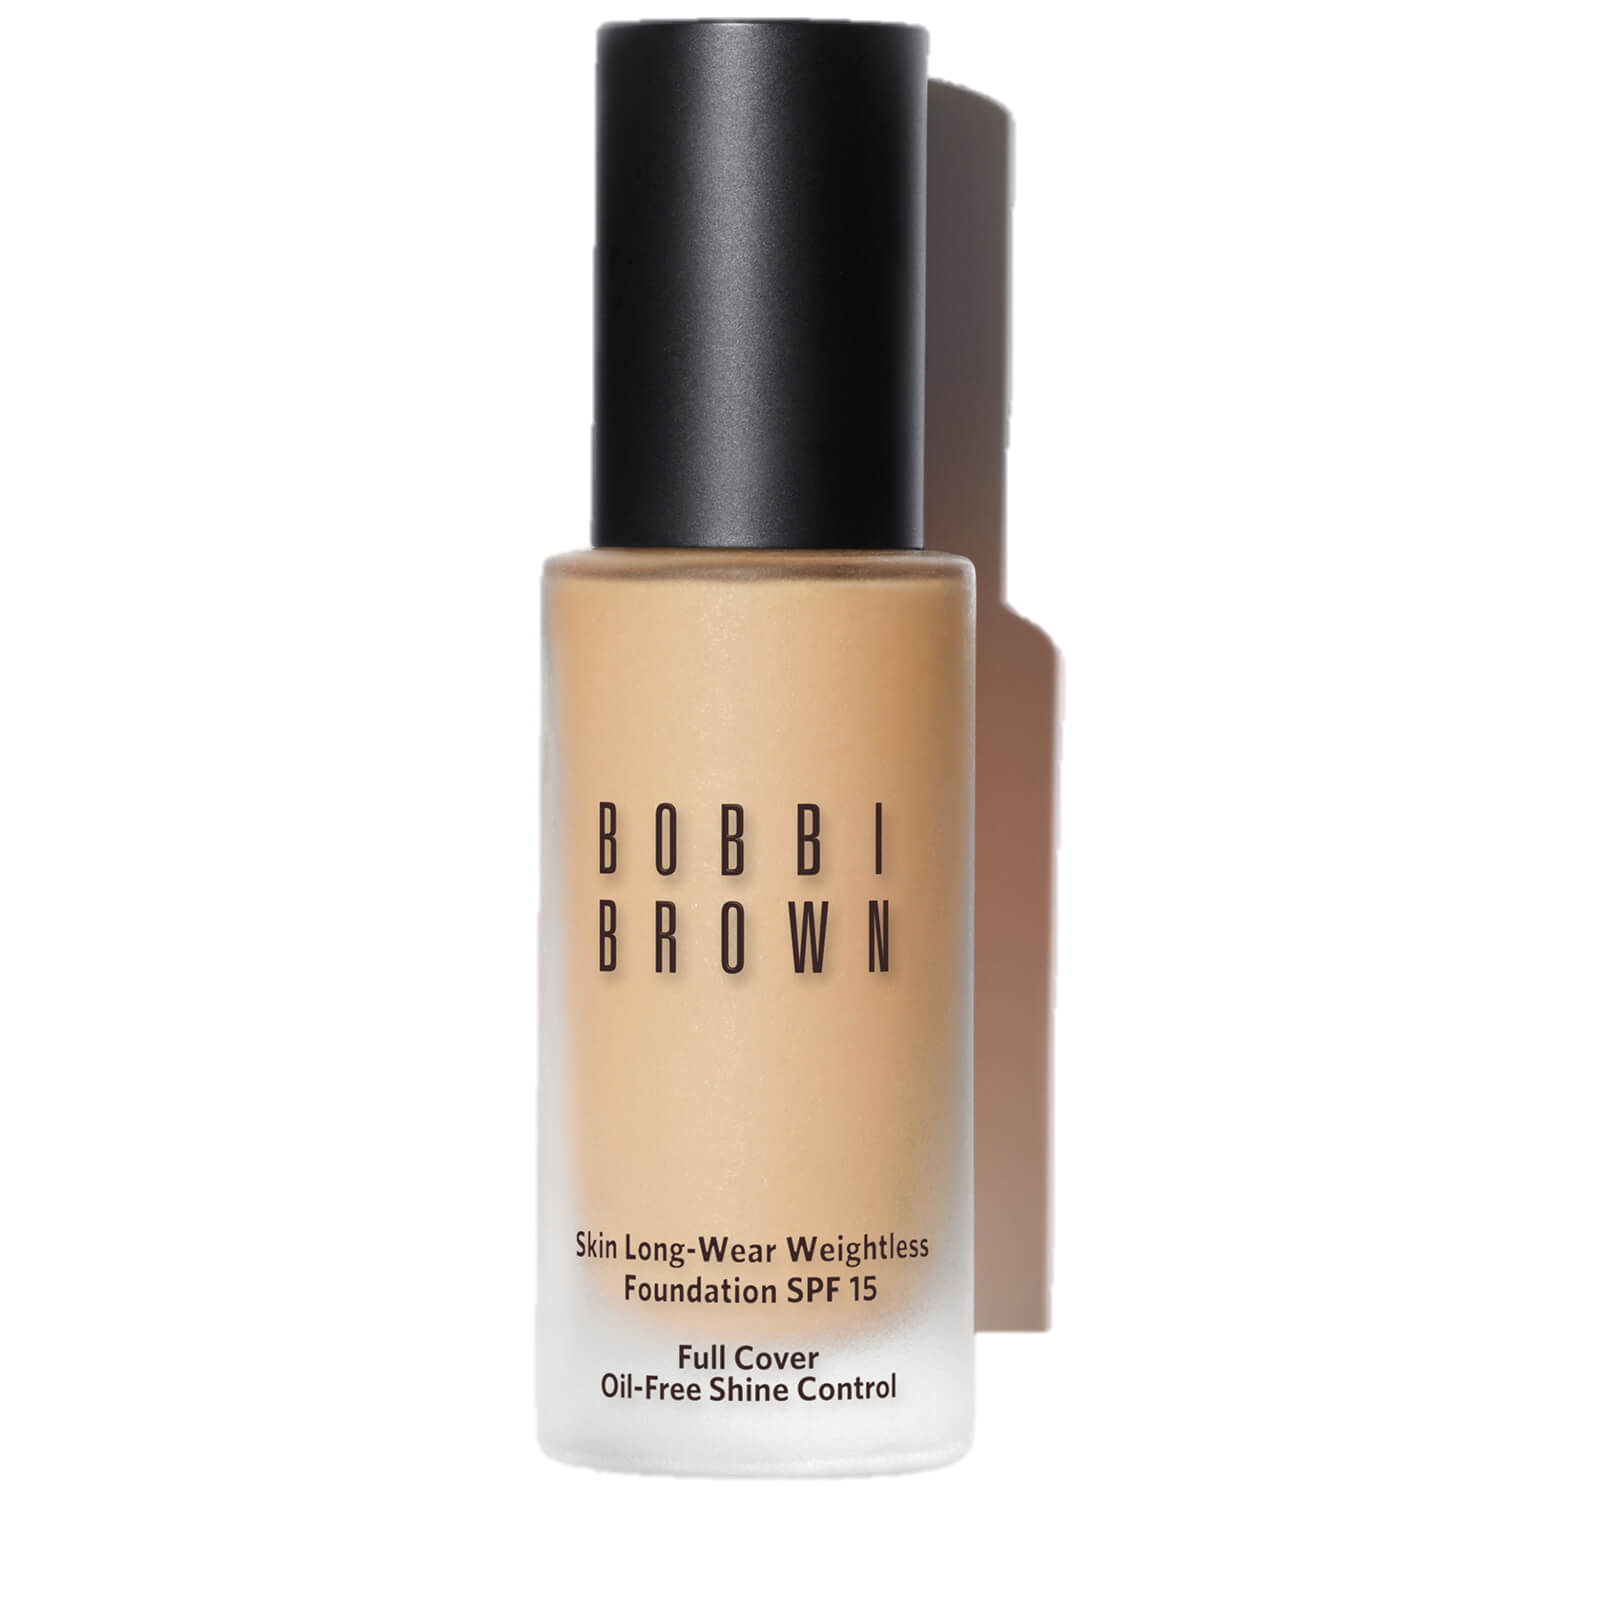 BOBBI
BROWN
Skin Long-Wear Weightless
Foundation SPF 15
Full Cover
Oil-Free Shine Control